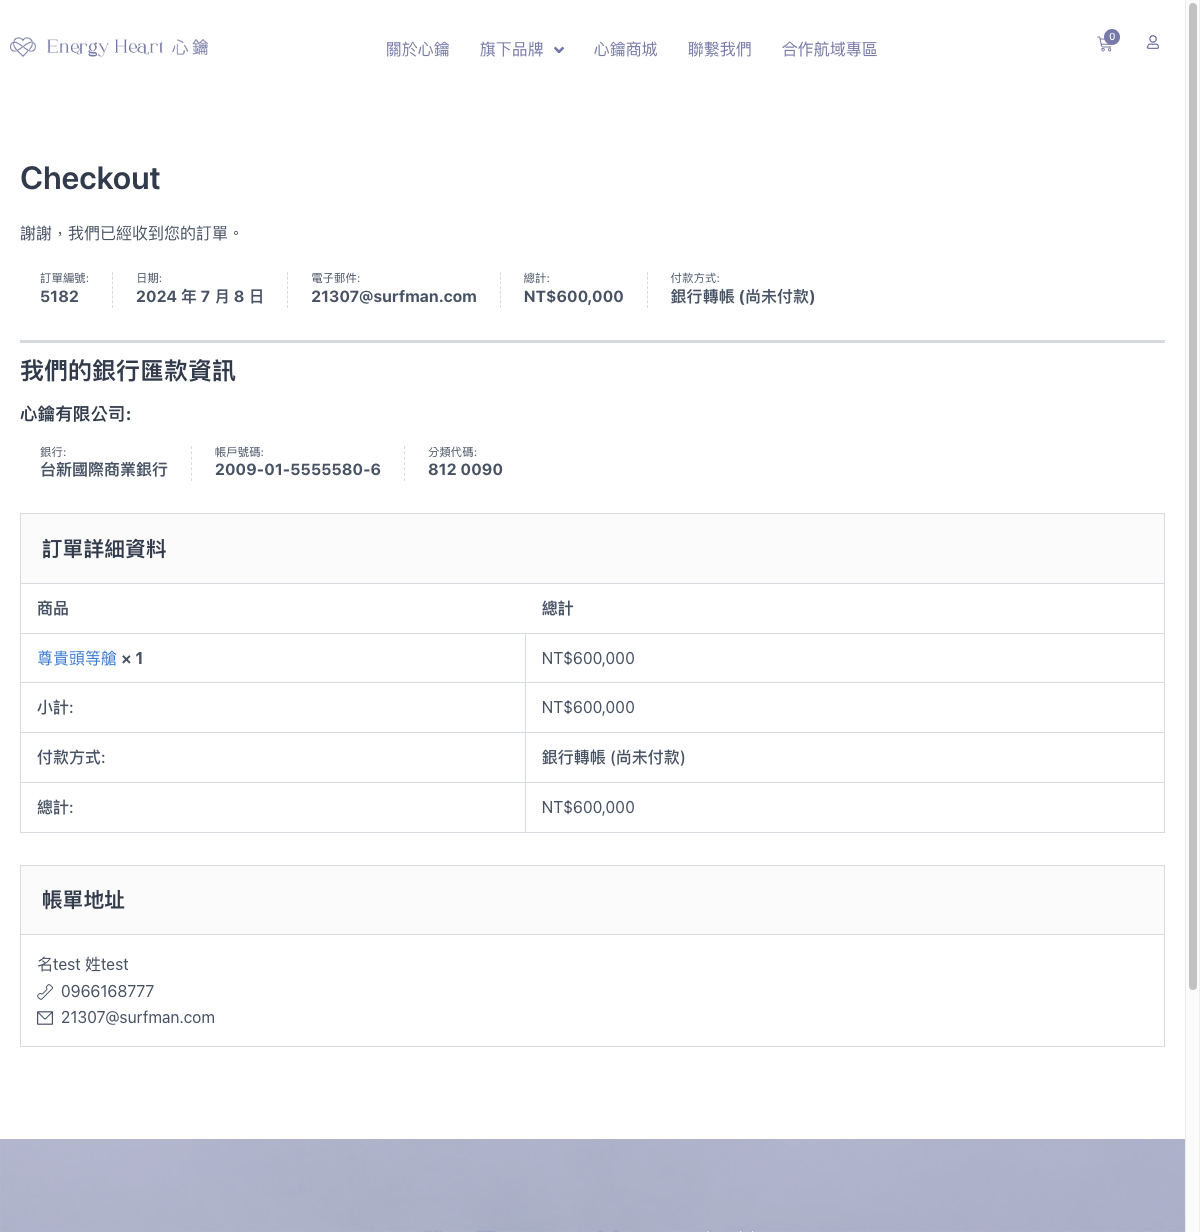 Energy Heart 心鑰
關於心鑰 旗下品牌 心鑰商城 聯繫我們 合作航域專區
0
Checkout
謝謝，我們已經收到您的訂單。
訂單編號: 日期: 電子郵件: 總計: 付款方式:
5182 2024 年 7 月 8 日 21307@surfman.com NT$600,000 銀行轉帳 (尚未付款)
我們的銀行匯款資訊
心鑰有限公司:
銀行: 帳戶號碼: 分類代碼:
台新國際商業銀行 2009-01-5555580-6 812 0090
訂單詳細資料
商品 總計
尊貴頭等艙 × 1 NT$600,000
小計: NT$600,000
付款方式: 銀行轉帳 (尚未付款)
總計: NT$600,000
帳單地址
名test 姓test
0966168777
21307@surfman.com